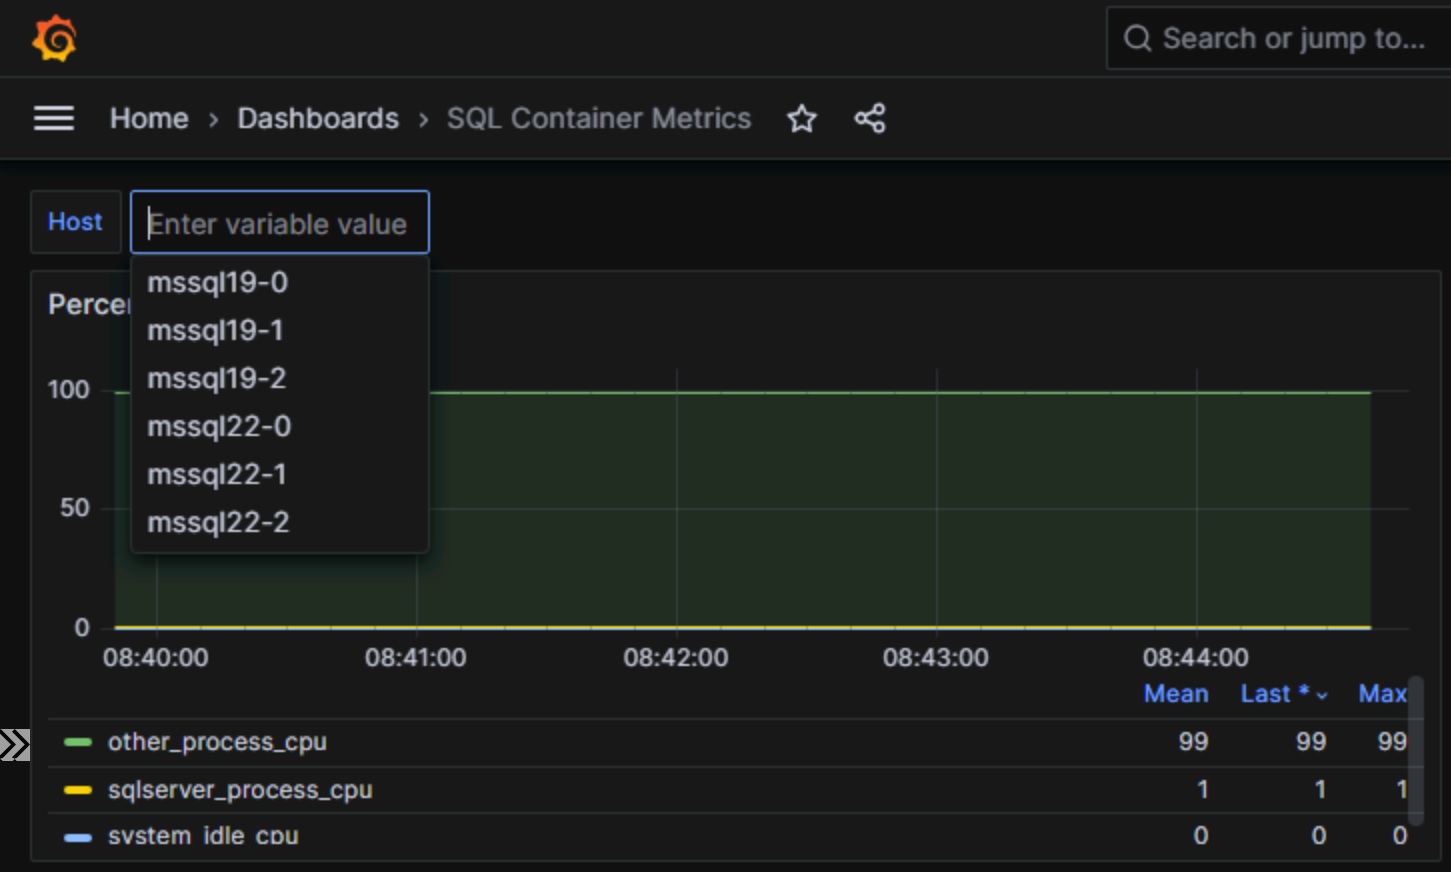 Search or jump to...
Home › Dashboards › SQL Container Metrics
Host
Enter variable value
mssql19-0
mssql19-1
mssql19-2
mssql22-0
mssql22-1
mssql22-2
100
50
0
08:40:00 08:41:00 08:42:00 08:43:00 08:44:00
Mean Last * Max
other_process_cpu 99 99 99
sqlserver_process_cpu 1 1 1
system_idle_cpu 0 0 0